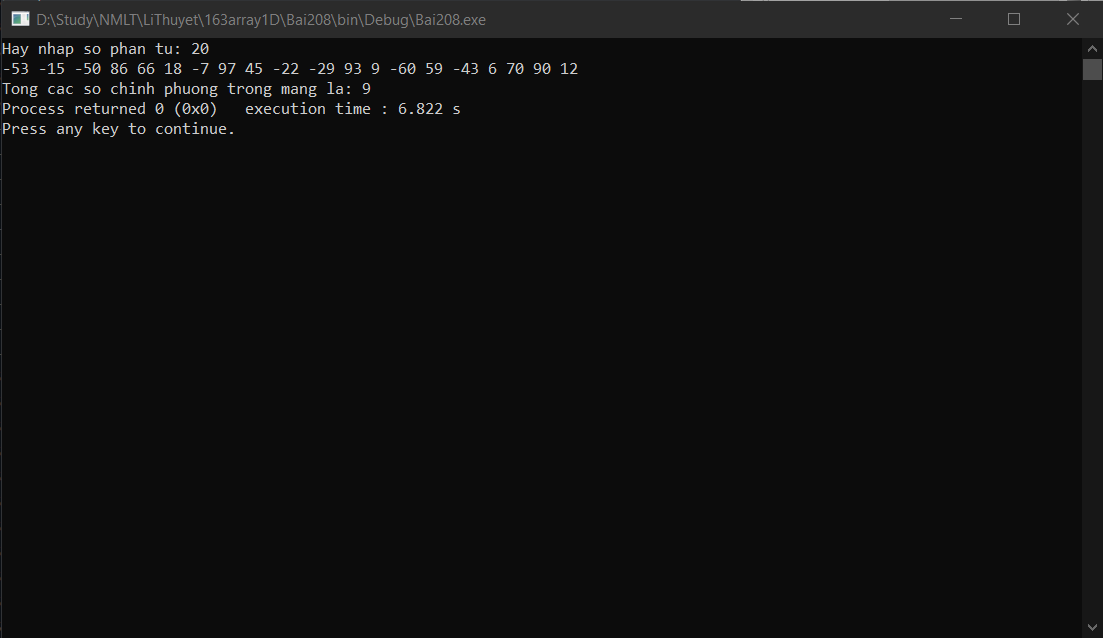 D:\Study\NMLT\LiThuyet\163array1D\Bai208\bin\Debug\Bai208.exe
Hay nhap so phan tu: 20
-53 -15 -50 86 66 18 -7 97 45 -22 -29 93 9 -60 59 -43 6 70 90 12
Tong cac so chinh phuong trong mang la: 9
Process returned 0 (0x0)   execution time : 6.822 s
Press any key to continue.